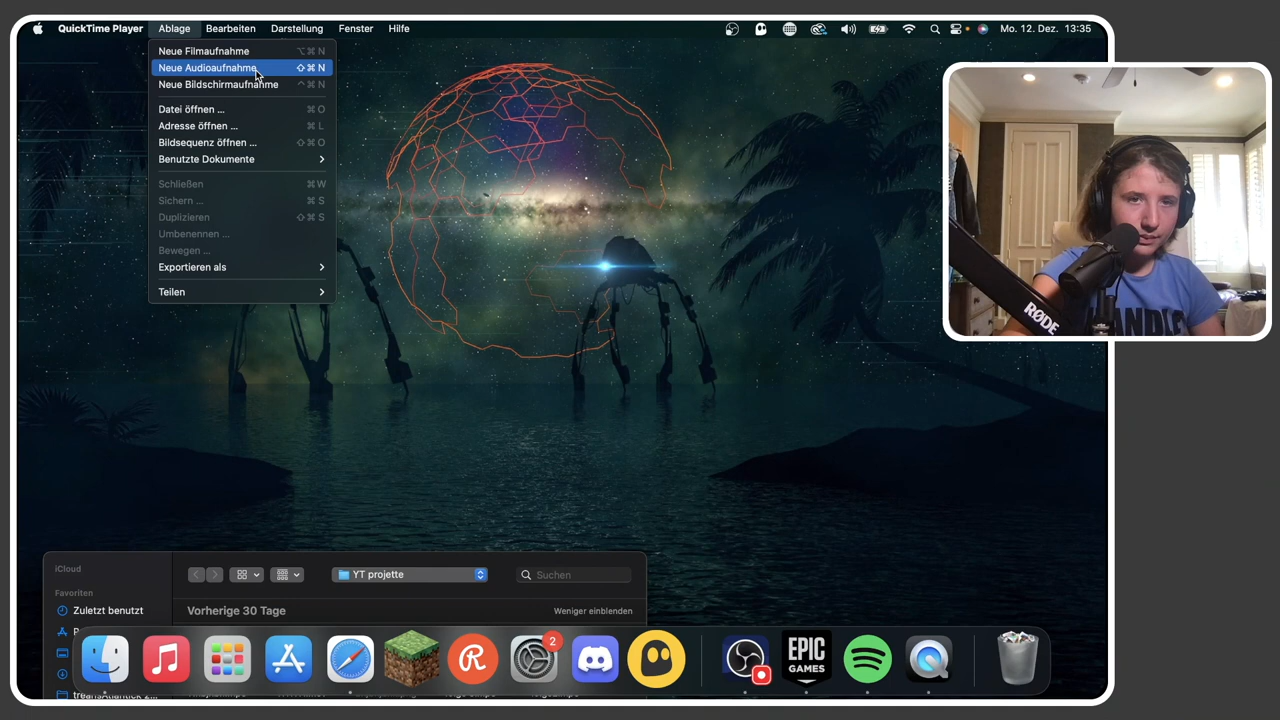 QuickTime Player Ablage Bearbeiten Darstellung Fenster Hilfe Mo. 12. Dez. 13:35
Neue Filmaufnahme ⌥⌘N
Neue Audioaufnahme ⇧⌘N
Neue Bildschirmaufnahme ^⌘N
Datei öffnen ... ⌘O
Adresse öffnen ... ⌘L
Bildsequenz öffnen ... ⇧⌘O
Benutzte Dokumente
Schließen ⌘W
Sichern ... ⌘S
Duplizieren ⇧⌘S
Umbenennen ...
Bewegen ...
Exportieren als
Teilen
RØDE
iCloud
Favoriten
Zuletzt benutzt
YT projette
Suchen
Vorherige 30 Tage
Weniger einblenden
2
EPIC
GAMES